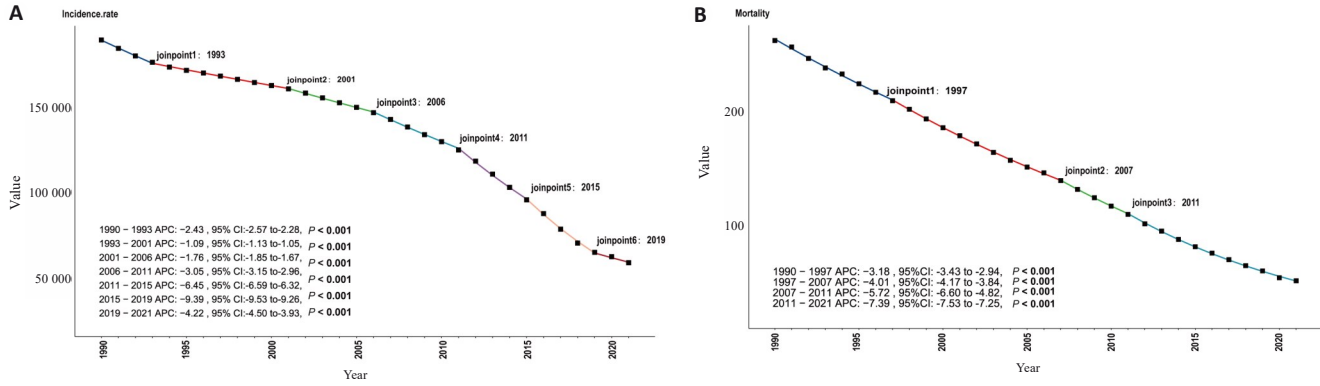 A
Incidence.rate
joinpoint1: 1993
joinpoint2: 2001
joinpoint3: 2006
joinpoint4: 2011
joinpoint5: 2015
joinpoint6: 2019
150 000
100 000
50 000
Value
1990 − 1993 APC: −2.43 , 95% CI:-2.57 to-2.28, P < 0.001
1993 − 2001 APC: −1.09, 95% CI:-1.13 to-1.05, P < 0.001
2001 − 2006 APC: −1.76 , 95% CI:-1.85 to-1.67, P < 0.001
2006 − 2011 APC: −3.05 , 95% CI:-3.15 to-2.96, P < 0.001
2011 − 2015 APC: −6.45 , 95% CI:-6.59 to-6.32, P < 0.001
2015 − 2019 APC: −9.39 , 95% CI:-9.53 to-9.26, P < 0.001
2019 − 2021 APC: −4.22 , 95% CI:-4.50 to-3.93, P < 0.001
1990 1995 2000 2005 2010 2015 2020
Year
B
Mortality
joinpoint1: 1997
joinpoint2: 2007
joinpoint3: 2011
200
100
Value
1990 − 1997 APC: −3.18 , 95%CI: -3.43 to -2.94, P < 0.001
1997 − 2007 APC: −4.01 , 95%CI: -4.17 to -3.84, P < 0.001
2007 − 2011 APC: −5.72 , 95%CI: -6.60 to -4.82, P < 0.001
2011 − 2021 APC: −7.39 , 95%CI: -7.53 to -7.25, P < 0.001
1990 1995 2000 2005 2010 2015 2020
Year